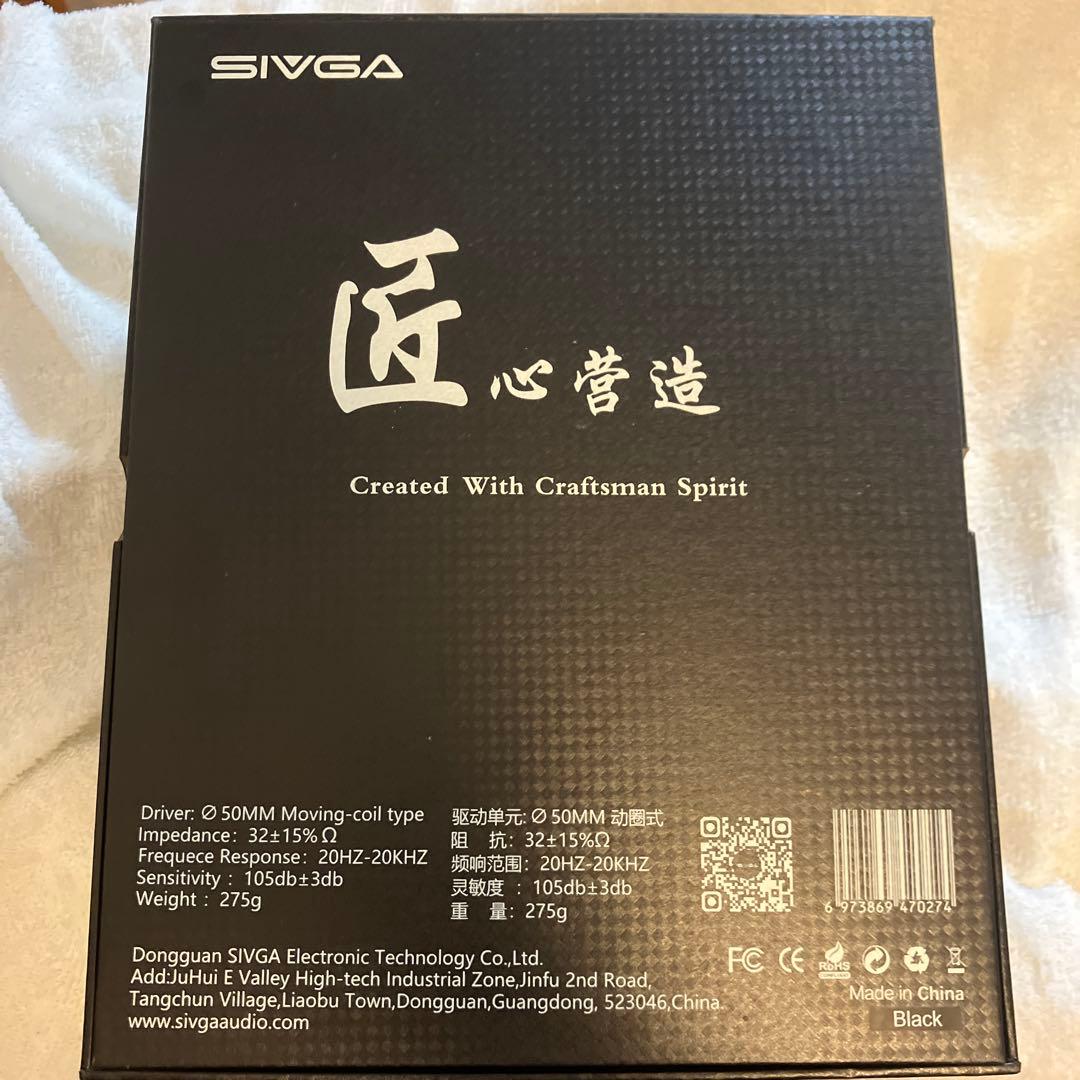 SIVGA
匠心营造
Created With Craftsman Spirit
Driver: Ø 50MM Moving-coil type
Impedance: 32±15%Ω
Frequece Response: 20HZ-20KHZ
Sensitivity : 105db±3db
Weight : 275g
驱动单元: Ø 50MM 动圈式
阻 抗: 32±15%Ω
频响范围: 20HZ-20KHZ
灵敏度 : 105db±3db
重 量: 275g
6 973869 470274
Dongguan SIVGA Electronic Technology Co.,Ltd.
Add:JuHui E Valley High-tech Industrial Zone,Jinfu 2nd Road,
Tangchun Village,Liaobu Town,Dongguan,Guangdong, 523046,China.
www.sivgaaudio.com
FC CE RoHS
COMPLIANT
Made in China
Black